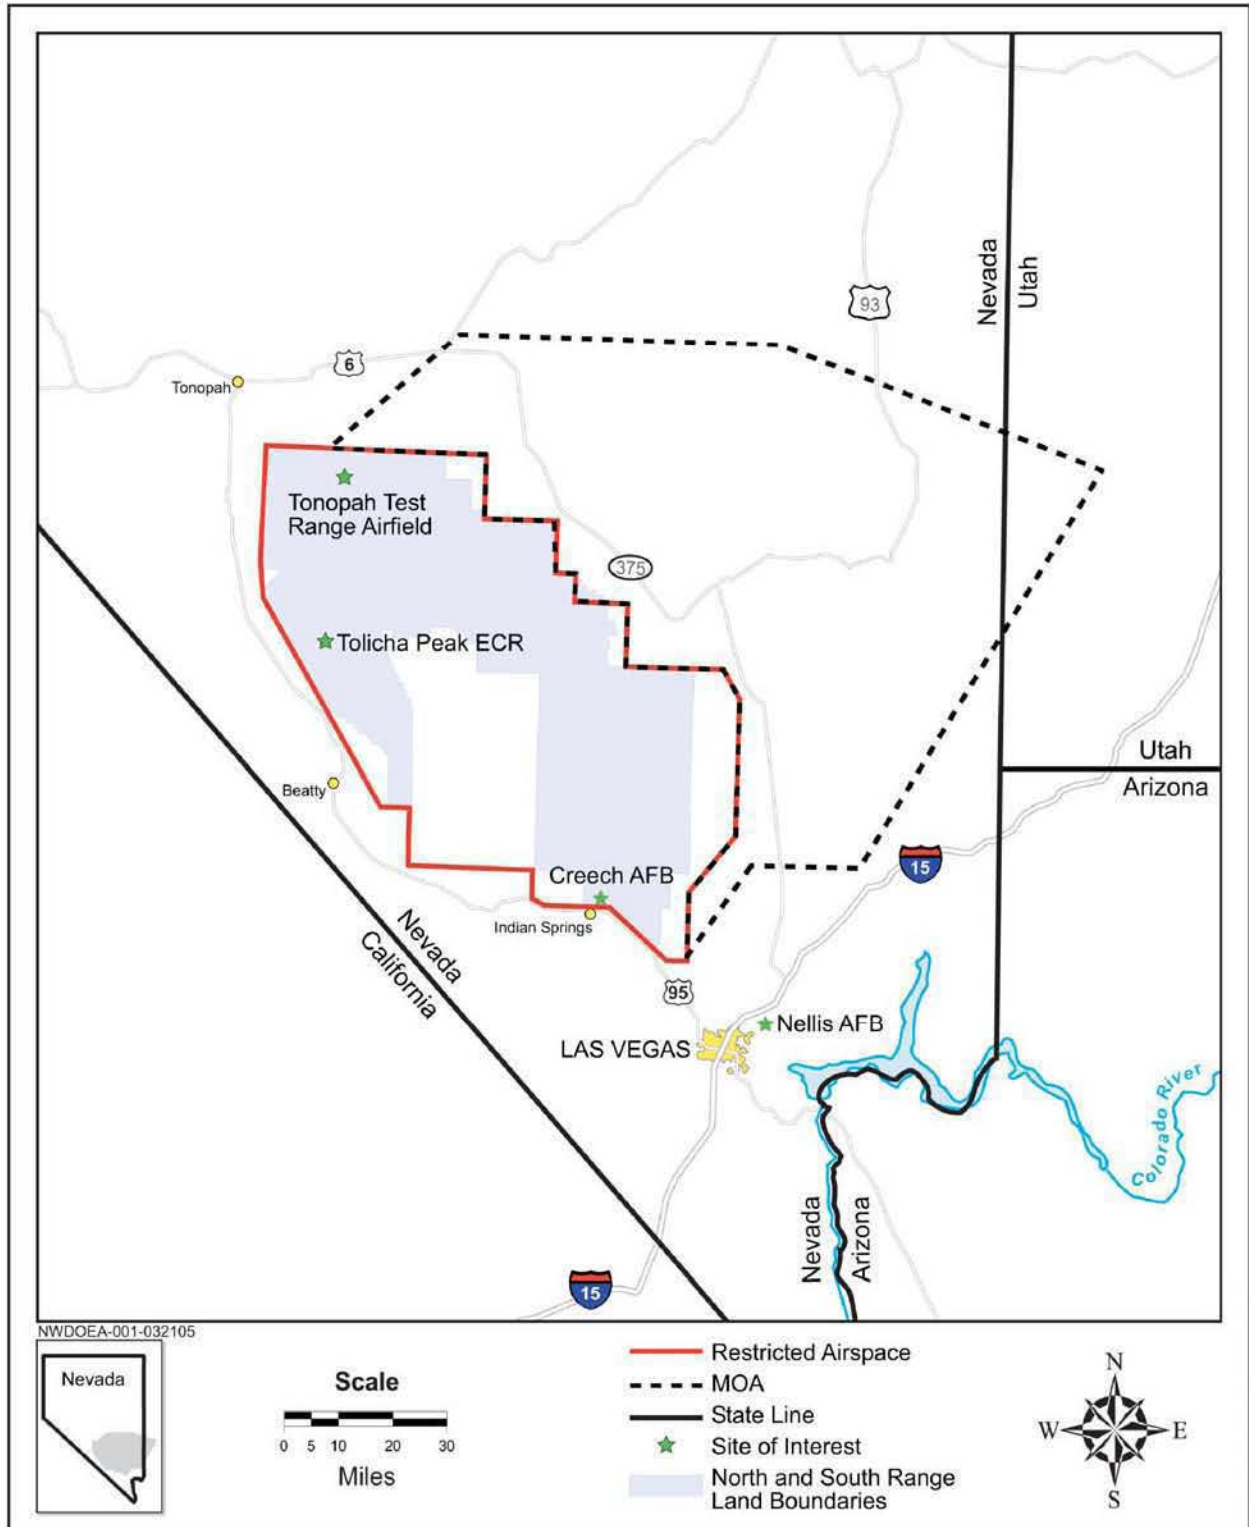 Nevada
Utah
93
6
Tonopah
Tonopah Test
Range Airfield
375
Tolicha Peak ECR
Utah
Arizona
Beatty
15
Creech AFB
Indian Springs
Nevada
California
95
Nellis AFB
LAS VEGAS
Colorado River
Nevada
Arizona
15
NWDOEA-001-032105
Nevada
Scale
0 5 10 20 30
Miles
Restricted Airspace
MOA
State Line
Site of Interest
North and South Range
Land Boundaries
N
W E
S